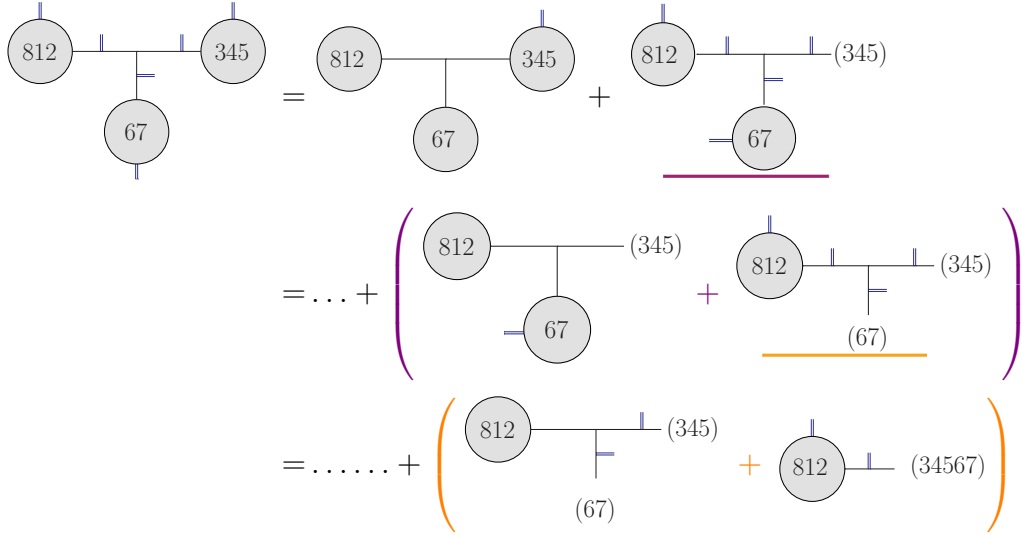 812 345 = 812 345 + 812 (345)
67 67 67
= ... + ( 812 (345) + 812 (345) )
67 (67)
= ...... + ( 812 (345) + 812 (34567) )
(67)